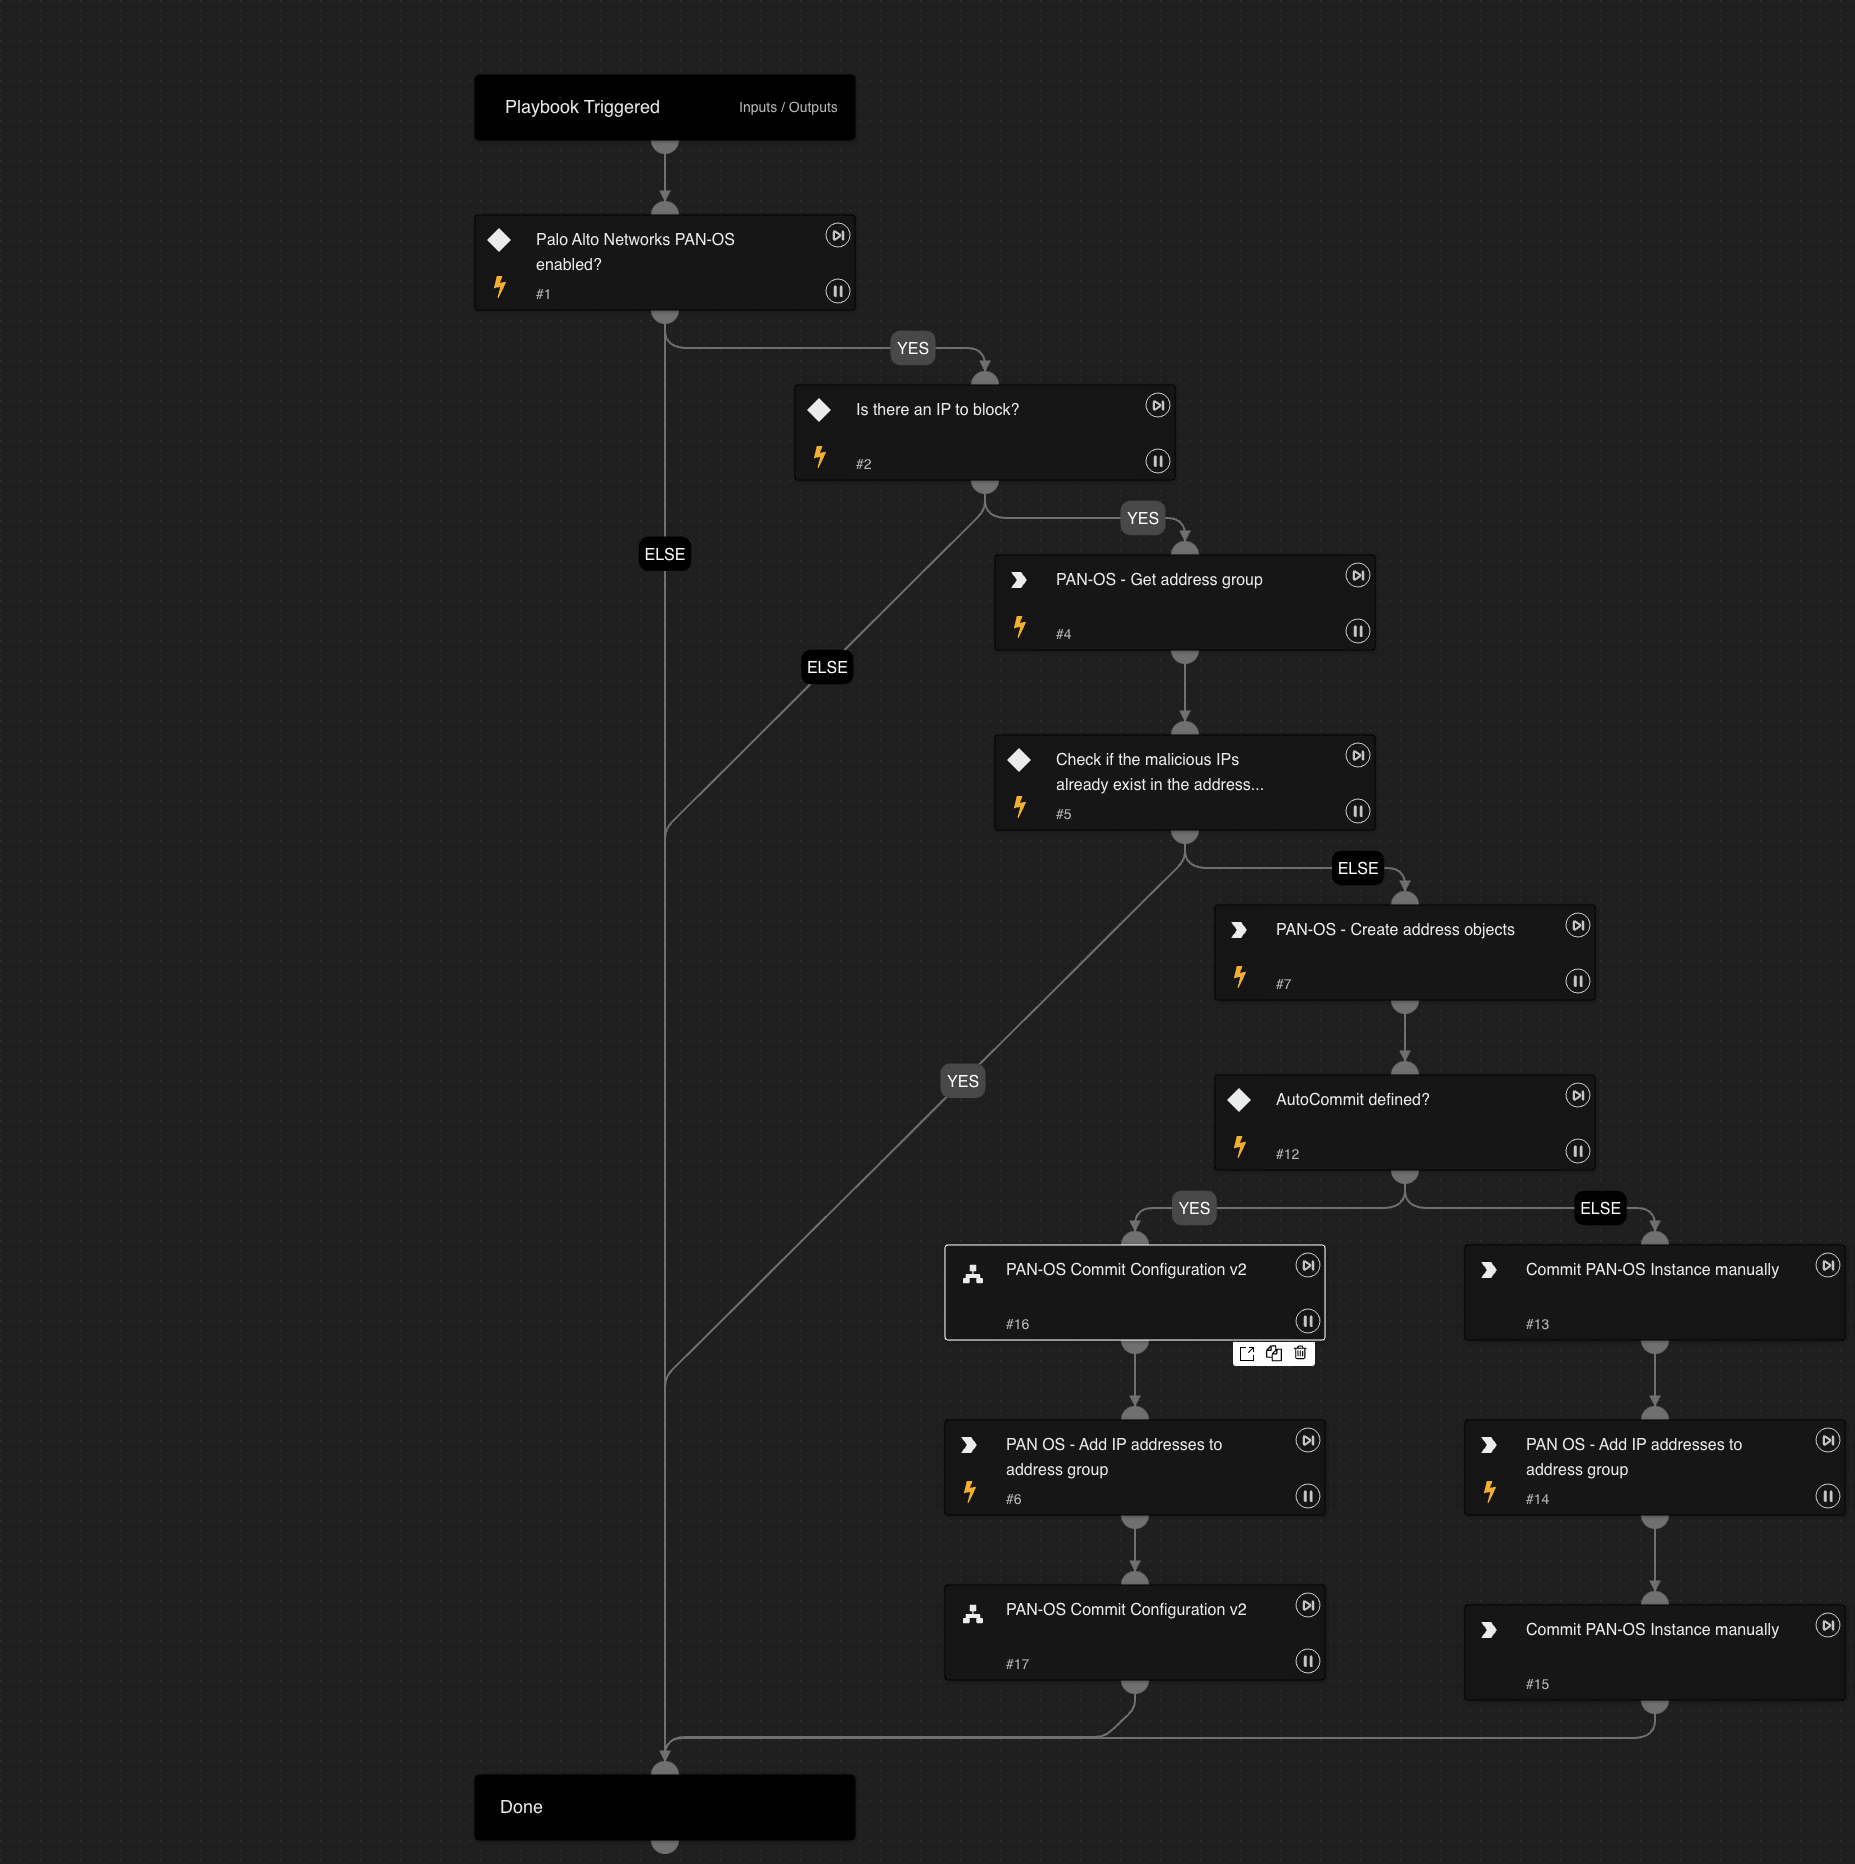 Playbook Triggered
Inputs / Outputs
Palo Alto Networks PAN-OS
enabled?
#1
YES
Is there an IP to block?
#2
YES
ELSE
PAN-OS - Get address group
#4
ELSE
Check if the malicious IPs
already exist in the address...
#5
ELSE
PAN-OS - Create address objects
#7
YES
AutoCommit defined?
#12
YES
ELSE
PAN-OS Commit Configuration v2
#16
Commit PAN-OS Instance manually
#13
PAN OS - Add IP addresses to
address group
#6
PAN OS - Add IP addresses to
address group
#14
PAN-OS Commit Configuration v2
#17
Commit PAN-OS Instance manually
#15
Done